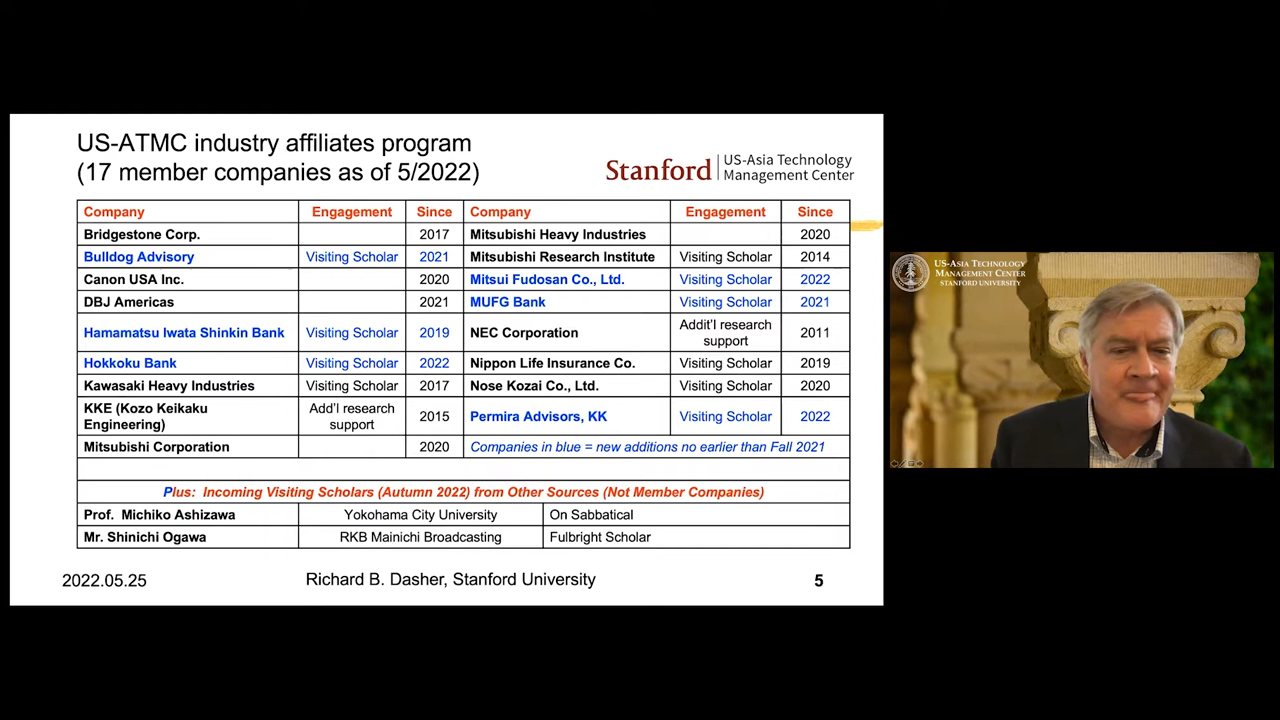 US-ATMC industry affiliates program
(17 member companies as of 5/2022)
Stanford US-Asia Technology Management Center
Company Engagement Since Company Engagement Since
Bridgestone Corp. 2017 Mitsubishi Heavy Industries 2020
Bulldog Advisory Visiting Scholar 2021 Mitsubishi Research Institute Visiting Scholar 2014
Canon USA Inc. 2020 Mitsui Fudosan Co., Ltd. Visiting Scholar 2022
DBJ Americas 2021 MUFG Bank Visiting Scholar 2021
Hamamatsu Iwata Shinkin Bank Visiting Scholar 2019 NEC Corporation Addit'l research support 2011
Hokkoku Bank Visiting Scholar 2022 Nippon Life Insurance Co. Visiting Scholar 2019
Kawasaki Heavy Industries Visiting Scholar 2017 Nose Kozai Co., Ltd. Visiting Scholar 2020
KKE (Kozo Keikaku Engineering) Add'l research support 2015 Permira Advisors, KK Visiting Scholar 2022
Mitsubishi Corporation 2020 Companies in blue = new additions no earlier than Fall 2021
Plus: Incoming Visiting Scholars (Autumn 2022) from Other Sources (Not Member Companies)
Prof. Michiko Ashizawa Yokohama City University On Sabbatical
Mr. Shinichi Ogawa RKB Mainichi Broadcasting Fulbright Scholar
2022.05.25 Richard B. Dasher, Stanford University 5
US-Asia Technology
Management Center
Stanford University